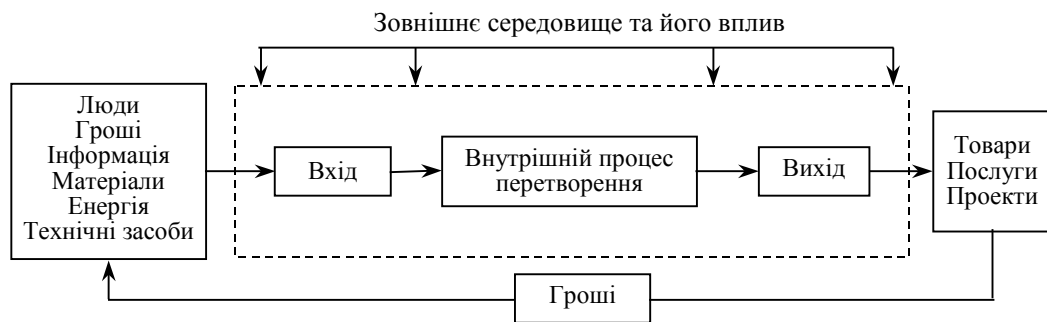 Зовнішнє середовище та його вплив
Люди
Гроші
Інформація
Матеріали
Енергія
Технічні засоби
Вхід
Внутрішній процес
перетворення
Вихід
Товари
Послуги
Проекти
Гроші